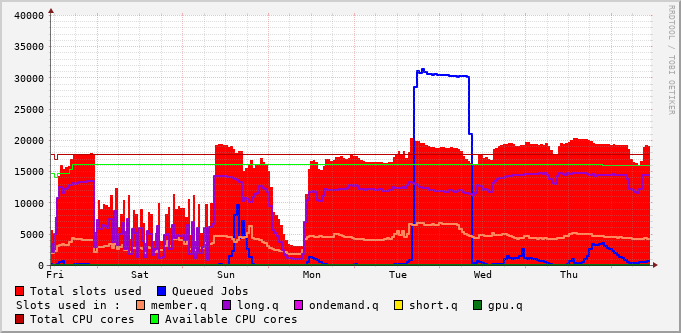 40000
35000
30000
25000
20000
15000
10000
5000
0
Fri Sat Sun Mon Tue Wed Thu
RRDTOOL / TOBI OETIKER
Total slots used Queued Jobs
Slots used in : member.q long.q ondemand.q short.q gpu.q
Total CPU cores Available CPU cores